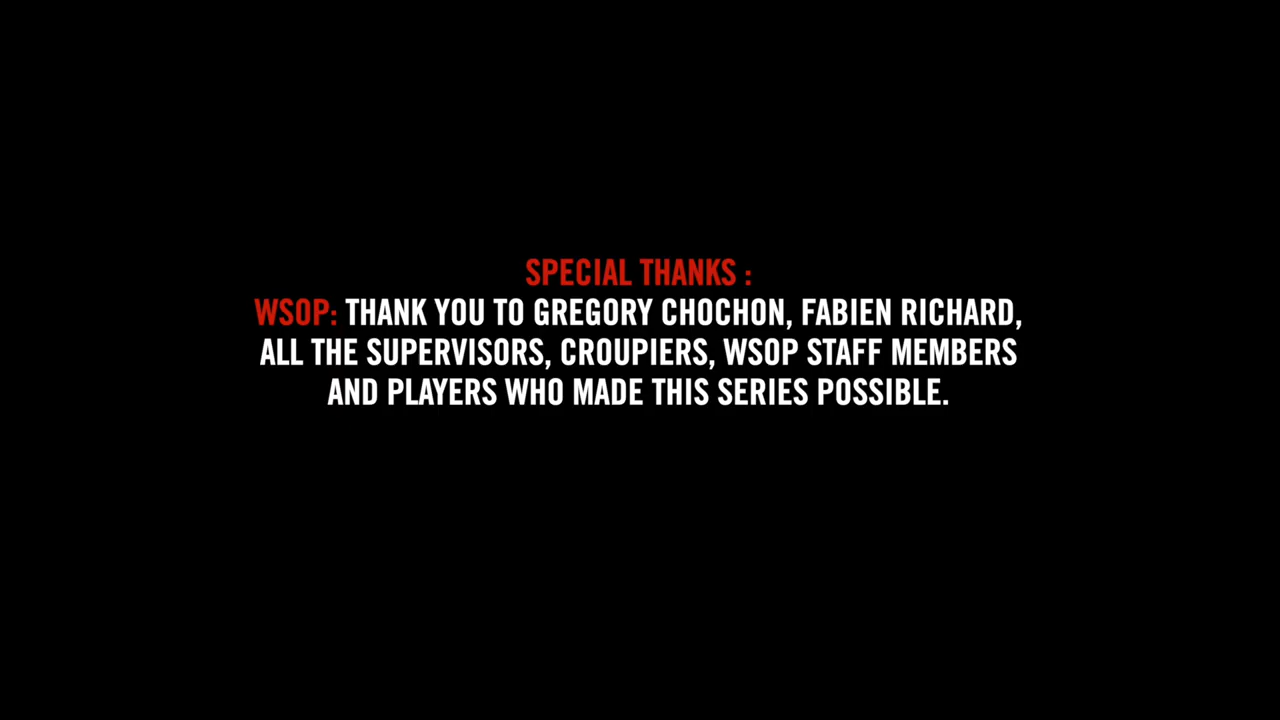 SPECIAL THANKS :
WSOP: THANK YOU TO GREGORY CHOCHON, FABIEN RICHARD,
ALL THE SUPERVISORS, CROUPIERS, WSOP STAFF MEMBERS
AND PLAYERS WHO MADE THIS SERIES POSSIBLE.